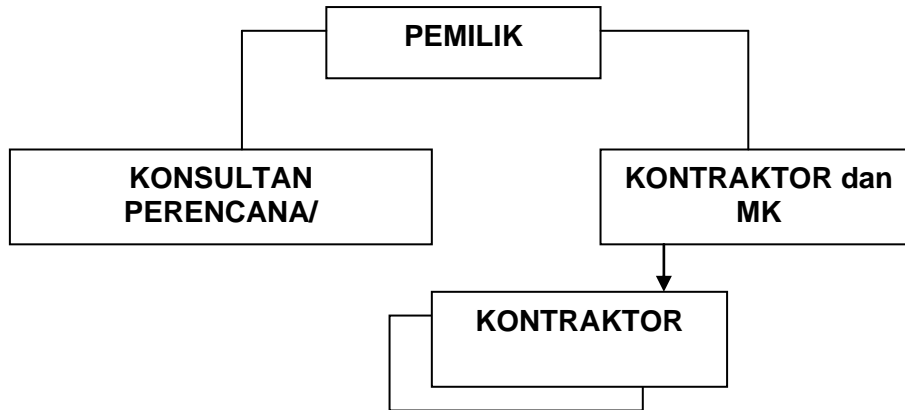 PEMILIK
KONSULTAN
PERENCANA/
KONTRAKTOR dan
MK
KONTRAKTOR